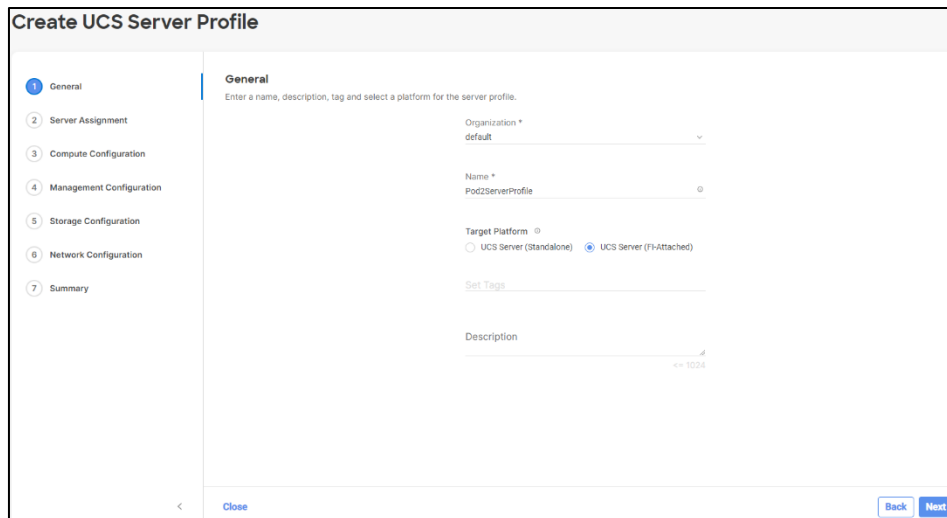 Create UCS Server Profile
1 General
2 Server Assignment
3 Compute Configuration
4 Management Configuration
5 Storage Configuration
6 Network Configuration
7 Summary
General
Enter a name, description, tag and select a platform for the server profile.
Organization *
default
Name *
Pod2ServerProfile
Target Platform
UCS Server (Standalone) UCS Server (FI-Attached)
Set Tags
Description
<= 1024
Close Back Next